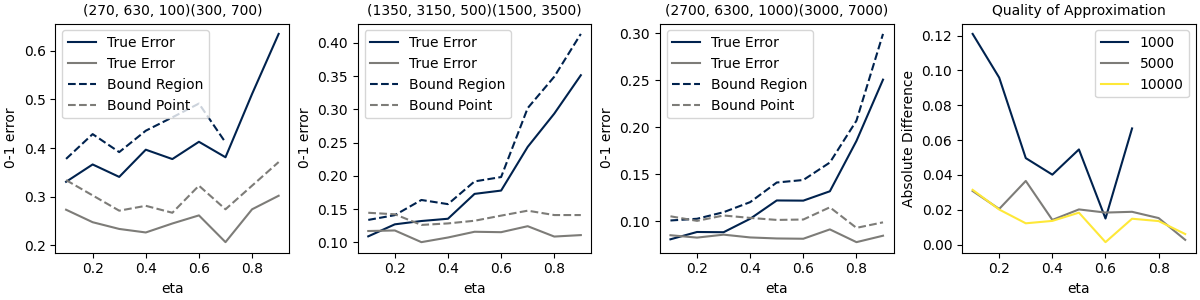 (270, 630, 100)(300, 700)
0-1 error
0.6
0.5
0.4
0.3
0.2
True Error
True Error
Bound Region
Bound Point
0.2 0.4 0.6 0.8
eta
(1350, 3150, 500)(1500, 3500)
0-1 error
0.40
0.35
0.30
0.25
0.20
0.15
0.10
True Error
True Error
Bound Region
Bound Point
0.2 0.4 0.6 0.8
eta
(2700, 6300, 1000)(3000, 7000)
0-1 error
0.30
0.25
0.20
0.15
0.10
True Error
True Error
Bound Region
Bound Point
0.2 0.4 0.6 0.8
eta
Quality of Approximation
Absolute Difference
0.12
0.10
0.08
0.06
0.04
0.02
0.00
1000
5000
10000
0.2 0.4 0.6 0.8
eta